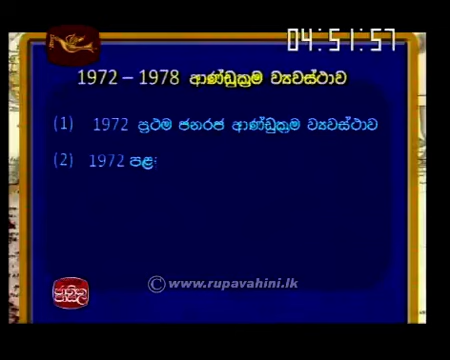 04:51:57
1972 – 1978 ආණ්ඩුක්‍රම ව්‍යවස්ථාව
(1) 1972 ප්‍රථම ජනරජ ආණ්ඩුක්‍රම ව්‍යවස්ථාව
(2) 1972 පළ
ජාතික
© www.rupavahini.lk